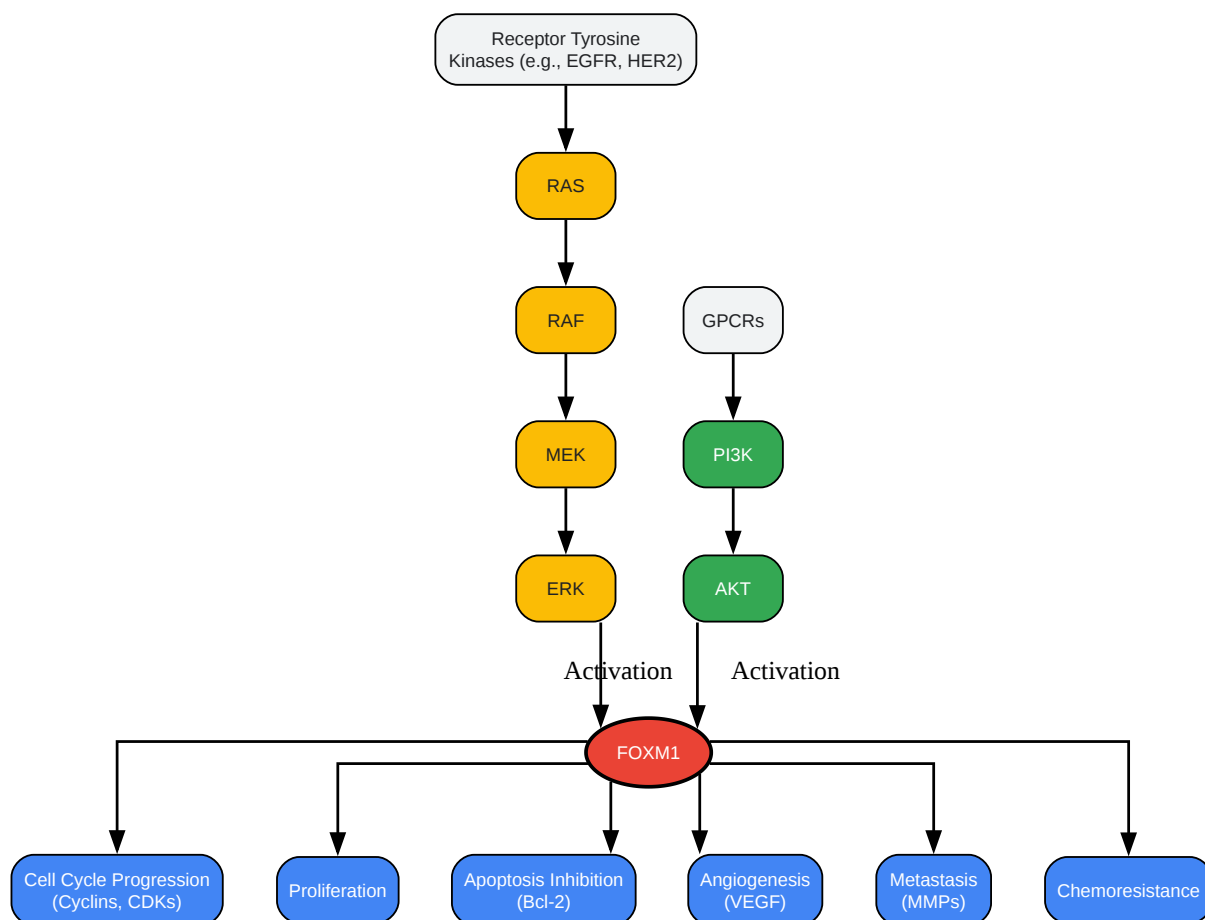 Receptor Tyrosine
Kinases (e.g., EGFR, HER2)
RAS
RAF
GPCRs
MEK
PI3K
ERK
AKT
Activation
Activation
FOXM1
Cell Cycle Progression
(Cyclins, CDKs)
Proliferation
Apoptosis Inhibition
(Bcl-2)
Angiogenesis
(VEGF)
Metastasis
(MMPs)
Chemoresistance